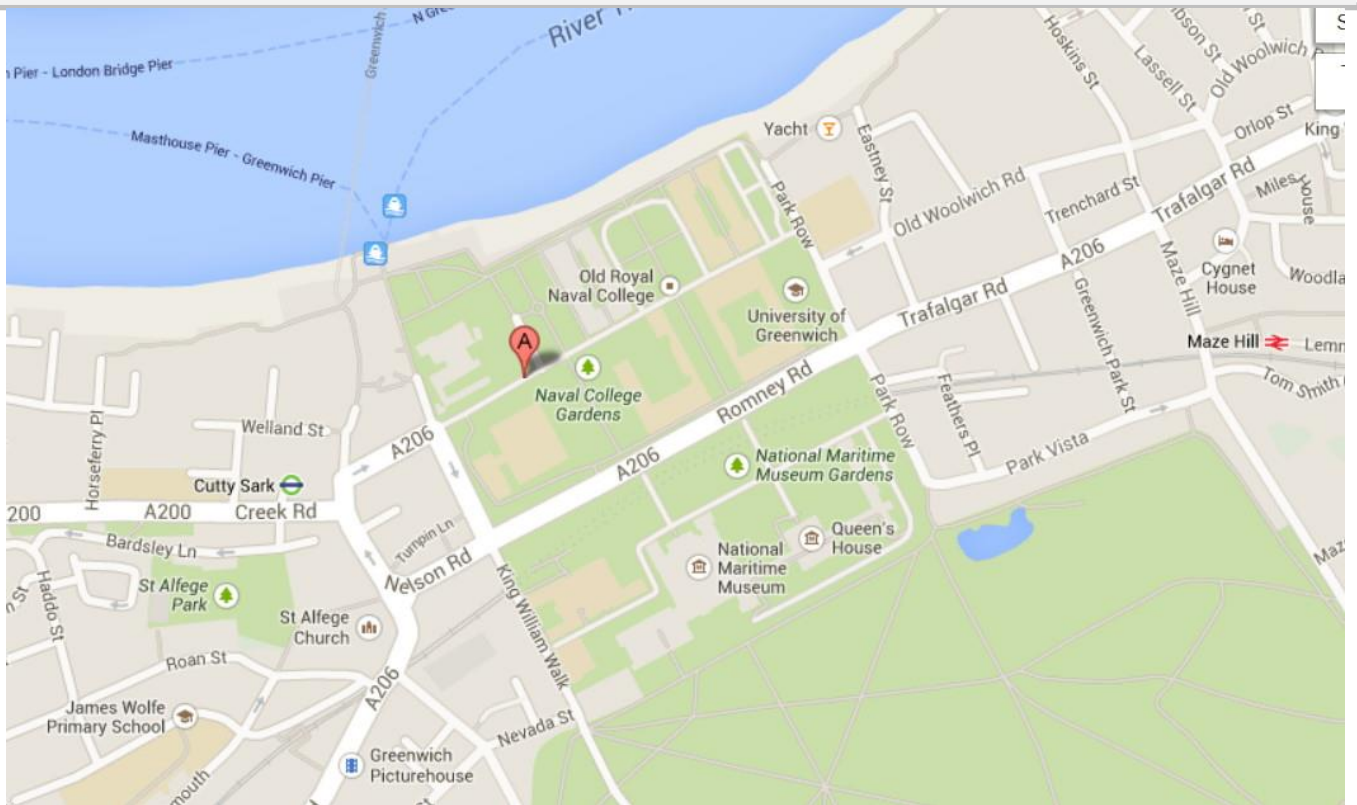 N Gre
River
Greenwich
Pier - London Bridge Pier
Masthouse Pier - Greenwich Pier
Hoskins St
Lassell St
Old Woolwich
S
Orlop St
King
Yacht
Eastney St
Park Row
Old Woolwich Rd
Trenchard St
Trafalgar Rd
Miles
House
A206
Maze Hill
Cygnet
House
Woodla
Old Royal
Naval College
University of
Greenwich
Trafalgar Rd
Greenwich Park St
Maze Hill
Lemn
Tom Smith
A
Naval College
Gardens
Romney Rd
Park Row
Feathers Pl
Park Vista
Welland St
A206
A206
National Maritime
Museum Gardens
Horseferry Pl
Cutty Sark
200
A200
Creek Rd
Turnpin Ln
Bardsley Ln
Nelson Rd
Queen's
House
National
Maritime
Museum
Haddo St
n St
St Alfege
Park
St Alfege
Church
King William Walk
Maz
Roan St
A206
James Wolfe
Primary School
Nevada St
Greenwich
Picturehouse
mouth
St